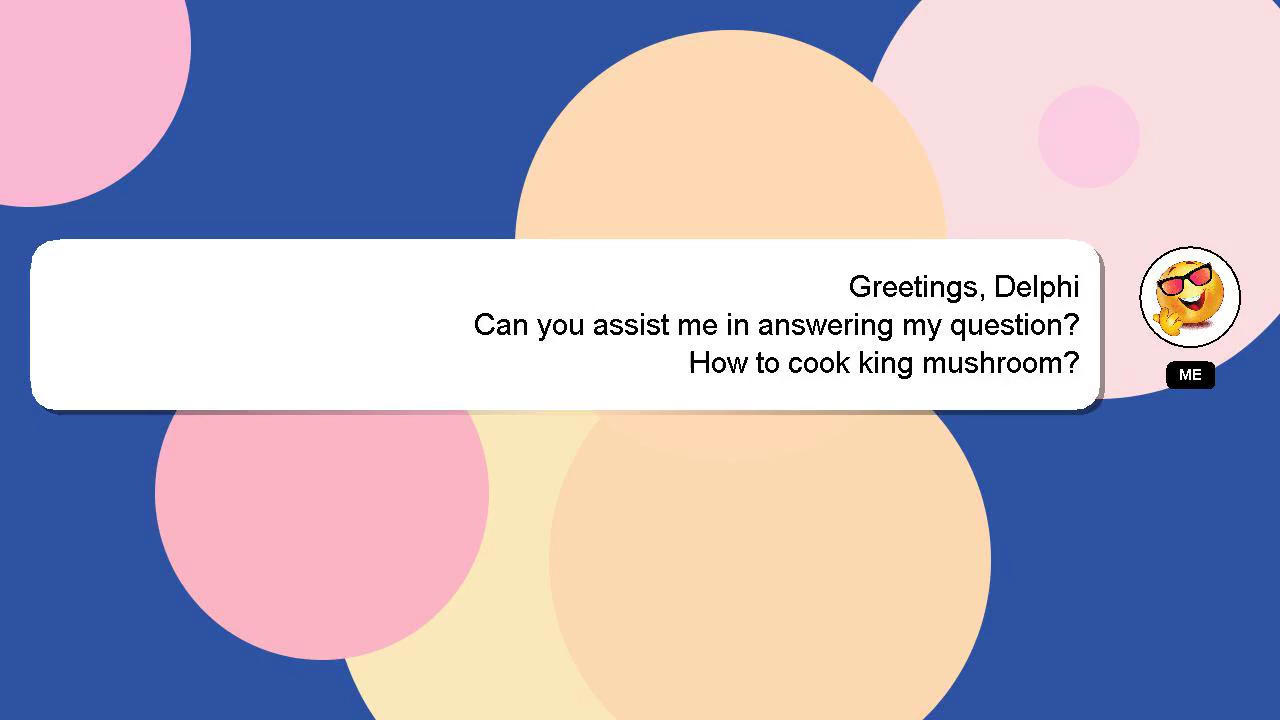 Greetings, Delphi
Can you assist me in answering my question?
How to cook king mushroom?
ME